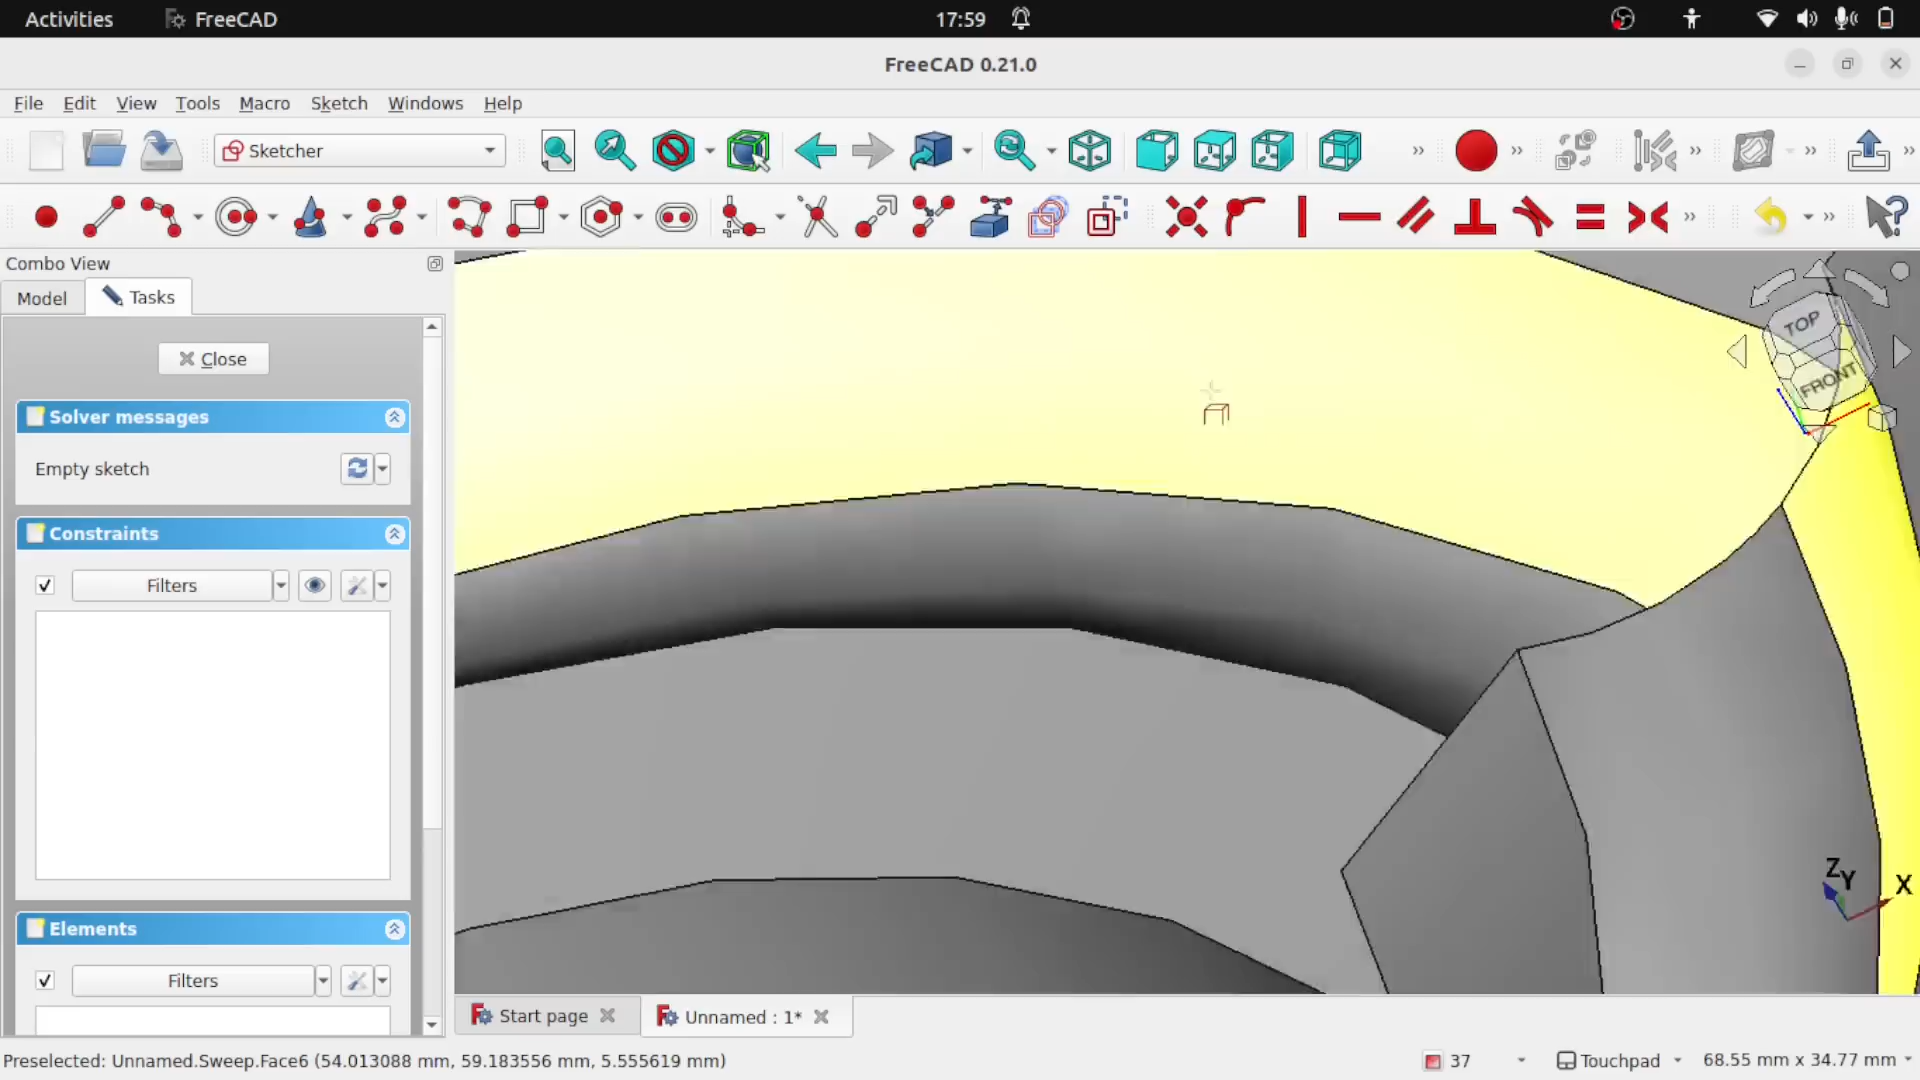 Activities FreeCAD 17:59
FreeCAD 0.21.0
File Edit View Tools Macro Sketch Windows Help
Sketcher
Combo View
Model Tasks
Close
Solver messages
Empty sketch
Constraints
Filters
Elements
Filters
TOP
FRONT
Z Y X
Start page Unnamed : 1*
Preselected: Unnamed.Sweep.Face6 (54.013088 mm, 59.183556 mm, 5.555619 mm) 37 Touchpad 68.55 mm x 34.77 mm